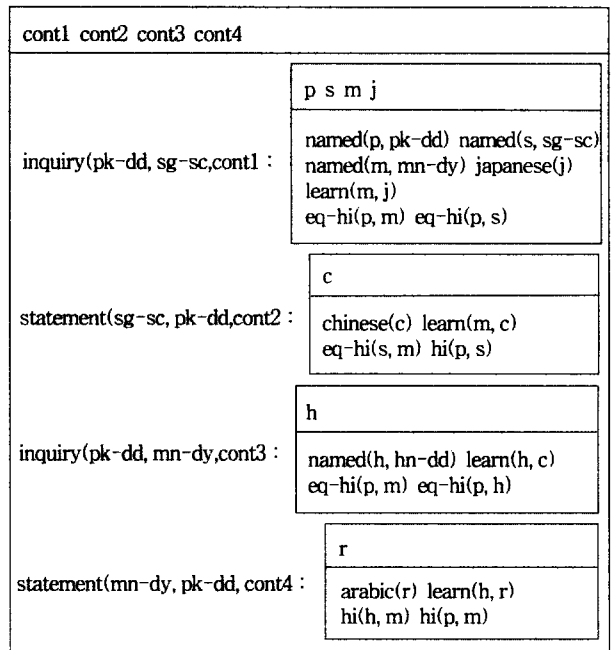 cont1 cont2 cont3 cont4
p s m j
inquiry(pk-dd, sg-sc,cont1 :
named(p, pk-dd) named(s, sg-sc)
named(m, mn-dy) japanese(j)
learn(m, j)
eq-hi(p, m) eq-hi(p, s)
c
statement(sg-sc, pk-dd,cont2 :
chinese(c) learn(m, c)
eq-hi(s, m) hi(p, s)
h
inquiry(pk-dd, mn-dy,cont3 :
named(h, hn-dd) learn(h, c)
eq-hi(p, m) eq-hi(p, h)
r
statement(mn-dy, pk-dd, cont4 :
arabic(r) learn(h, r)
hi(h, m) hi(p, m)